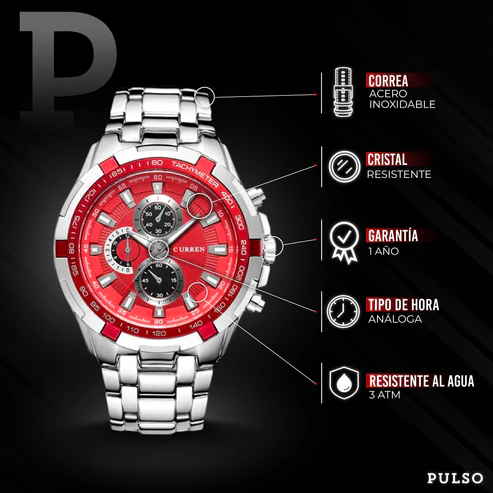 P
CORREA
ACERO
INOXIDABLE
CRISTAL
RESISTENTE
GARANTÍA
1 AÑO
TIPO DE HORA
ANÁLOGA
RESISTENTE AL AGUA
3 ATM
TACHYMETER
CURREN
PULSO